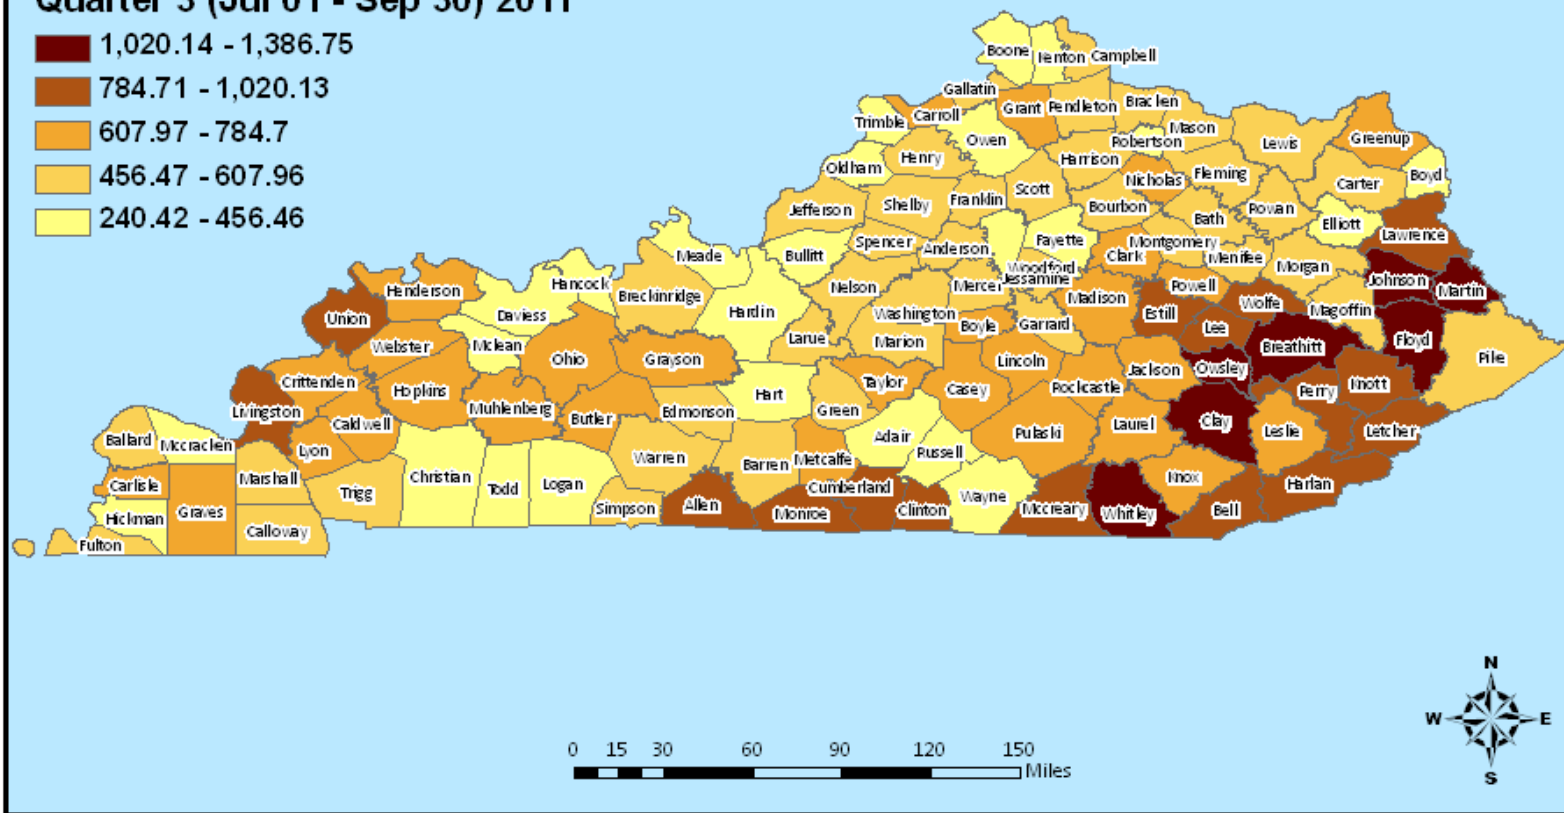 Quarter 3 (Jul 01 - Sep 30) 2011
1,020.14 - 1,386.75
784.71 - 1,020.13
607.97 - 784.7
456.47 - 607.96
240.42 - 456.46
Boone
Kenton
Campbell
Gallatin
Grant
Pendleton
Bracken
Trimble
Carroll
Owen
Robertson
Mason
Lewis
Greenup
Oldham
Henry
Harrison
Nicholas
Fleming
Carter
Boyd
Jefferson
Shelby
Franklin
Scott
Bourbon
Bath
Rowan
Elliott
Lawrence
Meade
Bullitt
Spencer
Anderson
Woodford
Fayette
Clark
Montgomery
Menifee
Morgan
Johnson
Martin
Henderson
Hancock
Breckinridge
Nelson
Mercer
Jessamine
Madison
Powell
Estill
Wolfe
Magoffin
Union
Daviess
Hardin
Washington
Boyle
Garrard
Lee
Breathitt
Floyd
Pike
Webster
Mclean
Ohio
Grayson
Larue
Marion
Lincoln
Rockcastle
Jackson
Owsley
Perry
Knott
Crittenden
Hopkins
Muhlenberg
Butler
Edmonson
Hart
Green
Taylor
Casey
Pulaski
Laurel
Clay
Leslie
Letcher
Livingston
Caldwell
Lyon
Ballard
Mccracken
Marshall
Trigg
Christian
Todd
Logan
Warren
Simpson
Barren
Metcalfe
Adair
Russell
Knox
Harlan
Carlisle
Graves
Hickman
Fulton
Calloway
Allen
Monroe
Cumberland
Clinton
Wayne
Mccreary
Whitley
Bell
N
W
E
S
0 15 30 60 90 120 150
Miles